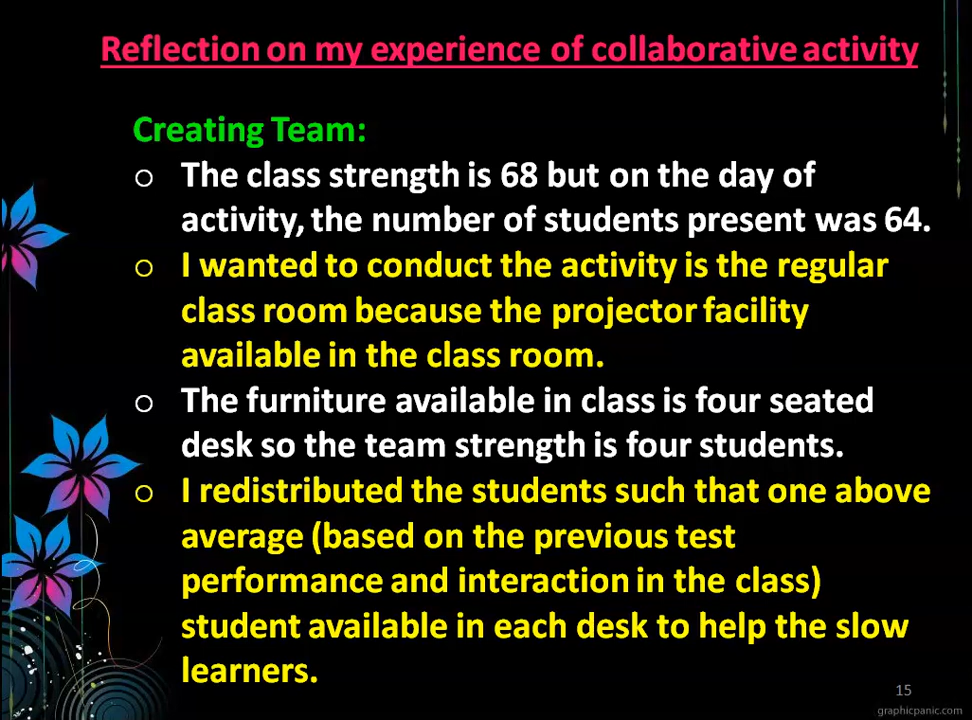 Reflection on my experience of collaborative activity
Creating Team:
The class strength is 68 but on the day of
activity, the number of students present was 64.
I wanted to conduct the activity is the regular
class room because the projector facility
available in the class room.
The furniture available in class is four seated
desk so the team strength is four students.
I redistributed the students such that one above
average (based on the previous test
performance and interaction in the class)
student available in each desk to help the slow
learners.
15
graphicpanic.com